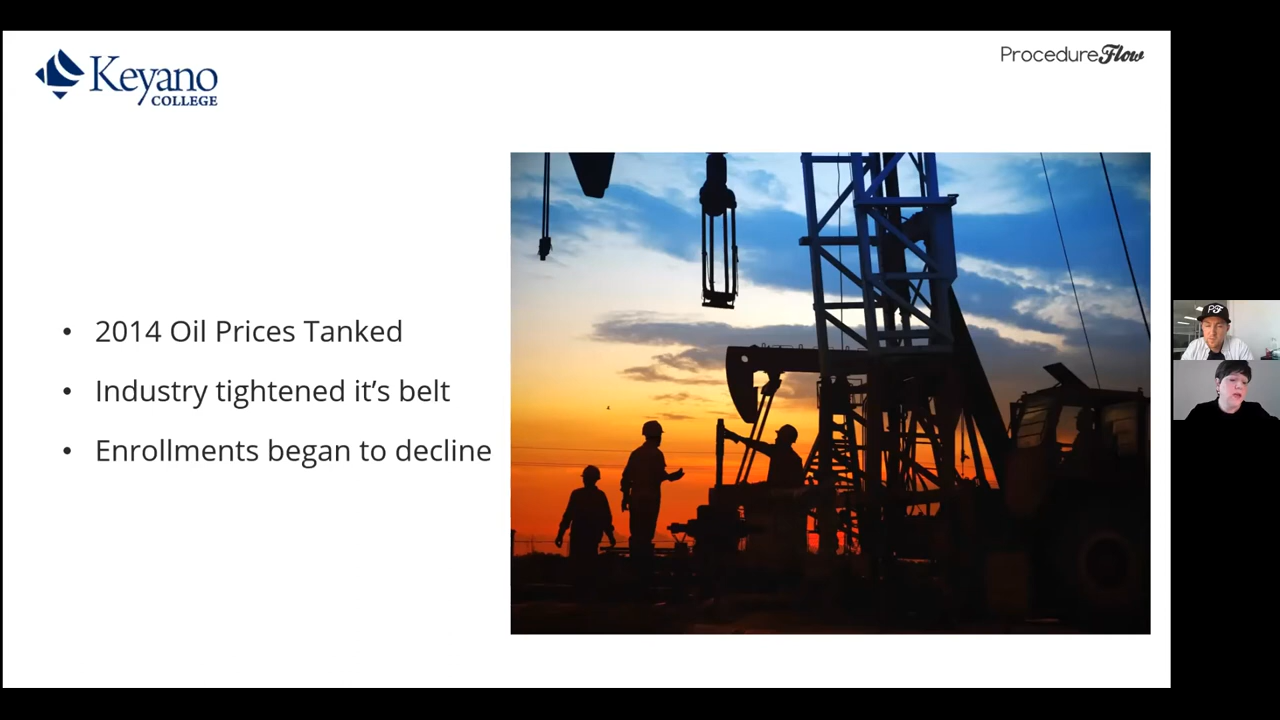 Keyano
COLLEGE
ProcedureFlow
• 2014 Oil Prices Tanked
• Industry tightened it’s belt
• Enrollments began to decline